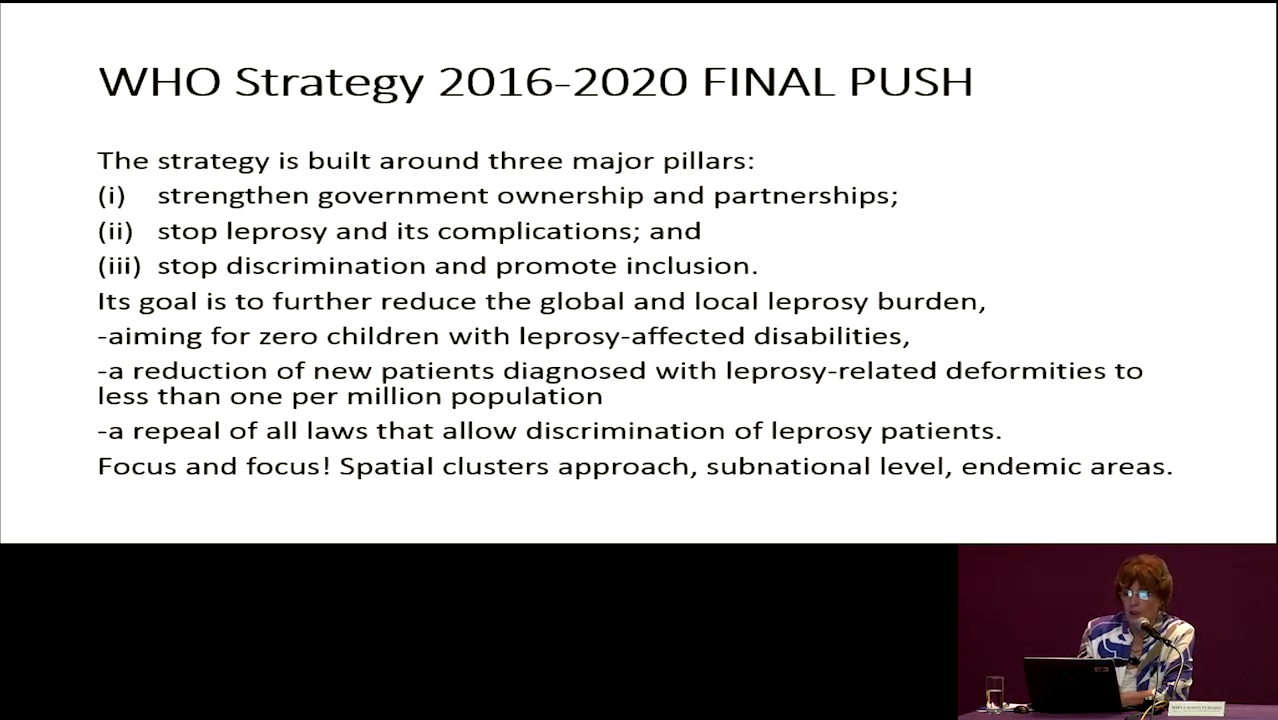 WHO Strategy 2016-2020 FINAL PUSH
The strategy is built around three major pillars:
(i) strengthen government ownership and partnerships;
(ii) stop leprosy and its complications; and
(iii) stop discrimination and promote inclusion.
Its goal is to further reduce the global and local leprosy burden,
-aiming for zero children with leprosy-affected disabilities,
-a reduction of new patients diagnosed with leprosy-related deformities to
less than one per million population
-a repeal of all laws that allow discrimination of leprosy patients.
Focus and focus! Spatial clusters approach, subnational level, endemic areas.